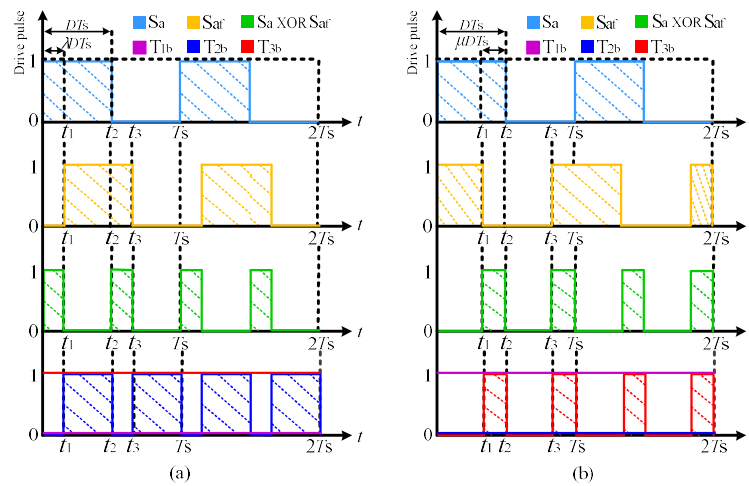 Drive pulse
DTs
λDTs
Sa Saf Sa XOR Saf
T1b T2b T3b
1
0
t1 t2 t3 Ts 2Ts t
1
0
t1 t2 t3 Ts 2Ts t
1
0
t1 t2 t3 Ts 2Ts t
1
0
t1 t2 t3 Ts 2Ts t
(a)
Drive pulse
DTs
μDTs
Sa Saf Sa XOR Saf
T1b T2b T3b
1
0
t1 t2 t3 Ts 2Ts t
1
0
t1 t2 t3 Ts 2Ts t
1
0
t1 t2 t3 Ts 2Ts t
1
0
t1 t2 t3 Ts 2Ts t
(b)